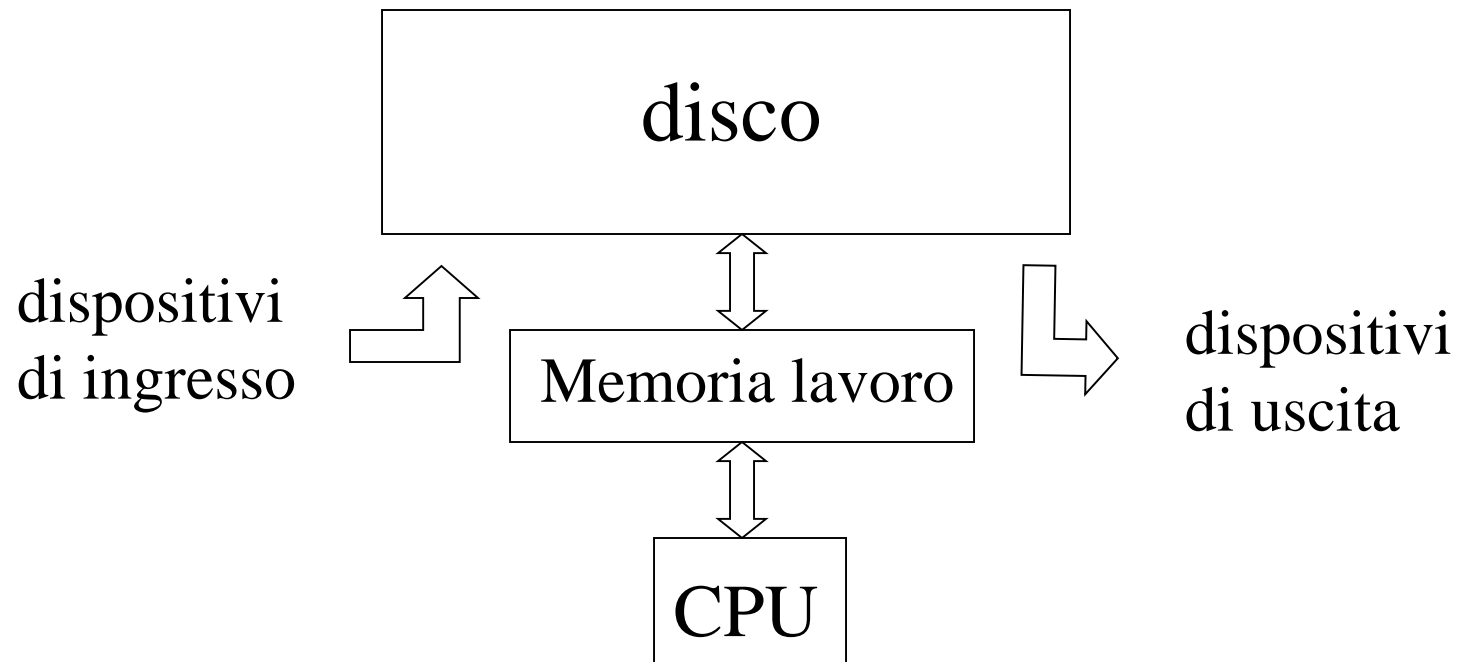 disco
dispositivi
di ingresso
Memoria lavoro
dispositivi
di uscita
CPU